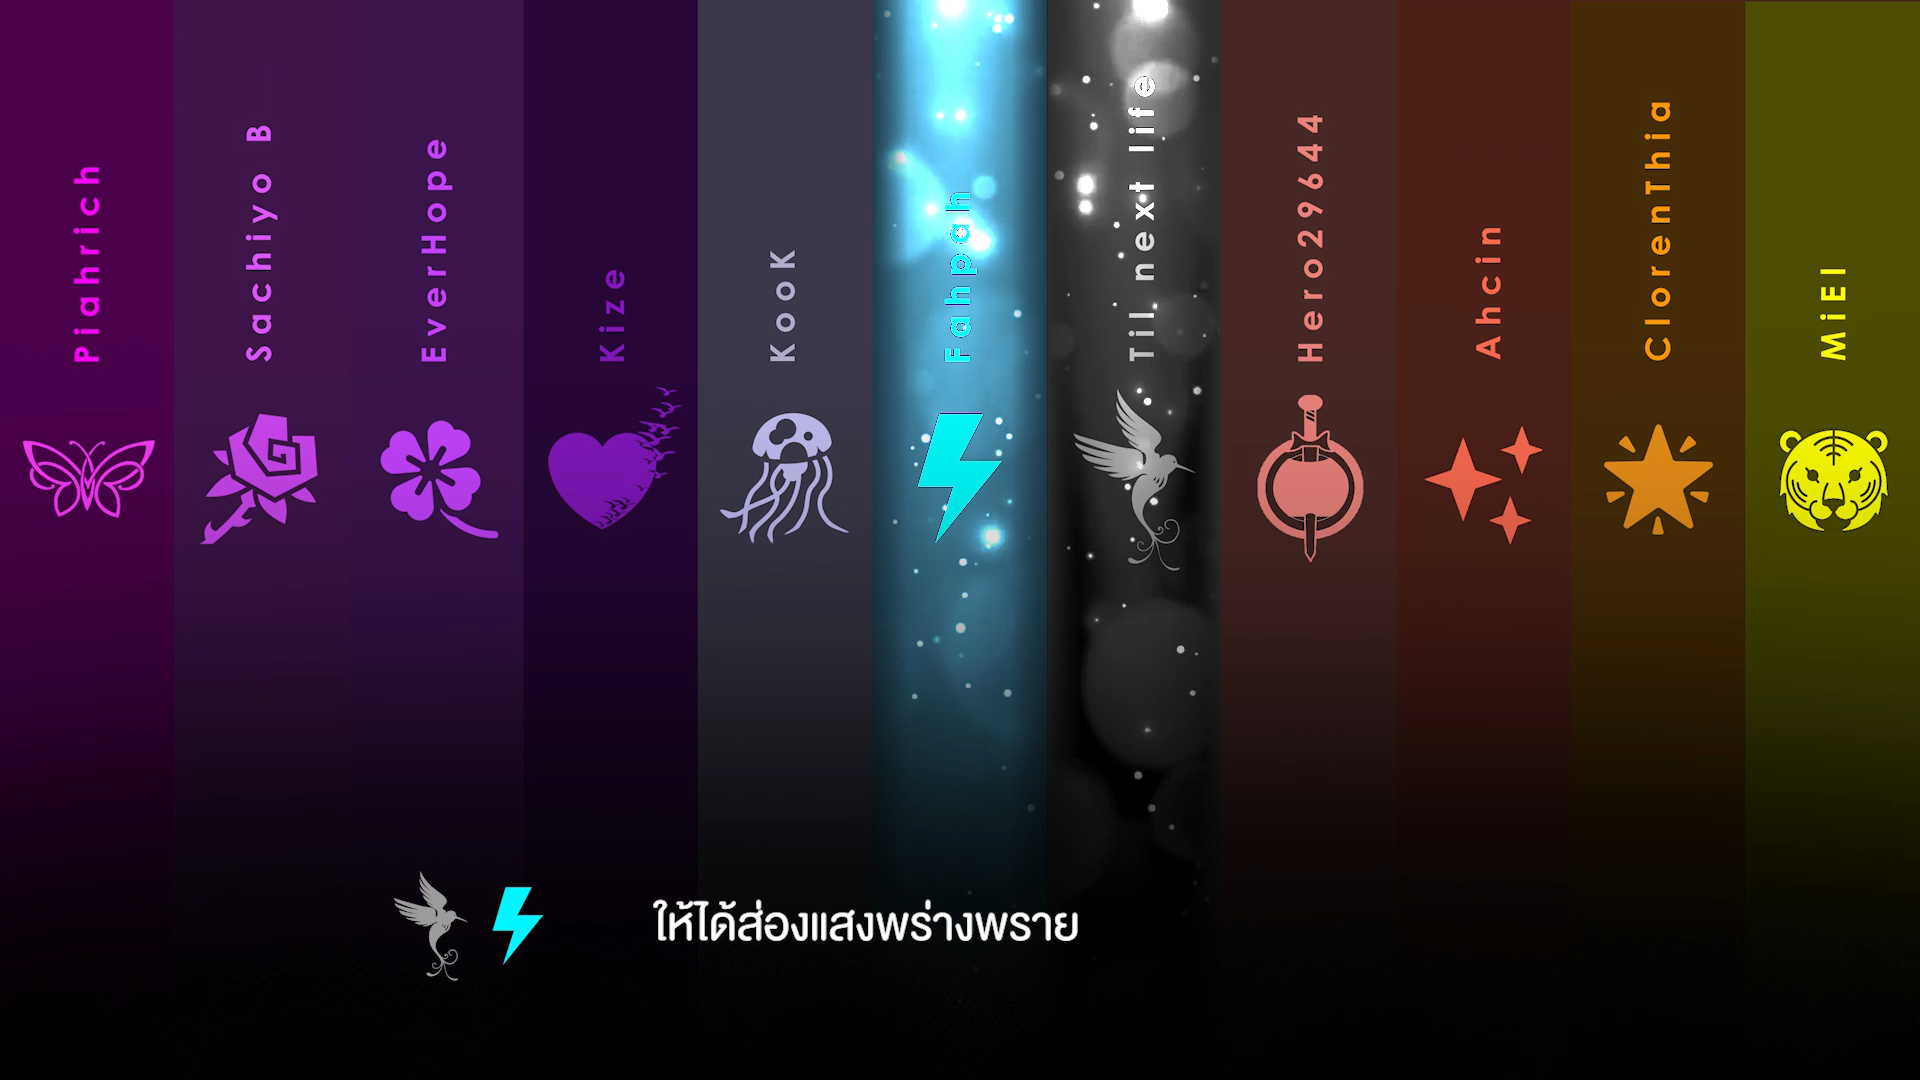 Piahrich
Sachiyo B
EverHope
Kize
KooK
Fahpah
Til next life
Hero29644
Ahcin
ClorenThia
MiEl
ให้ได้ส่องแสงพร่างพราย